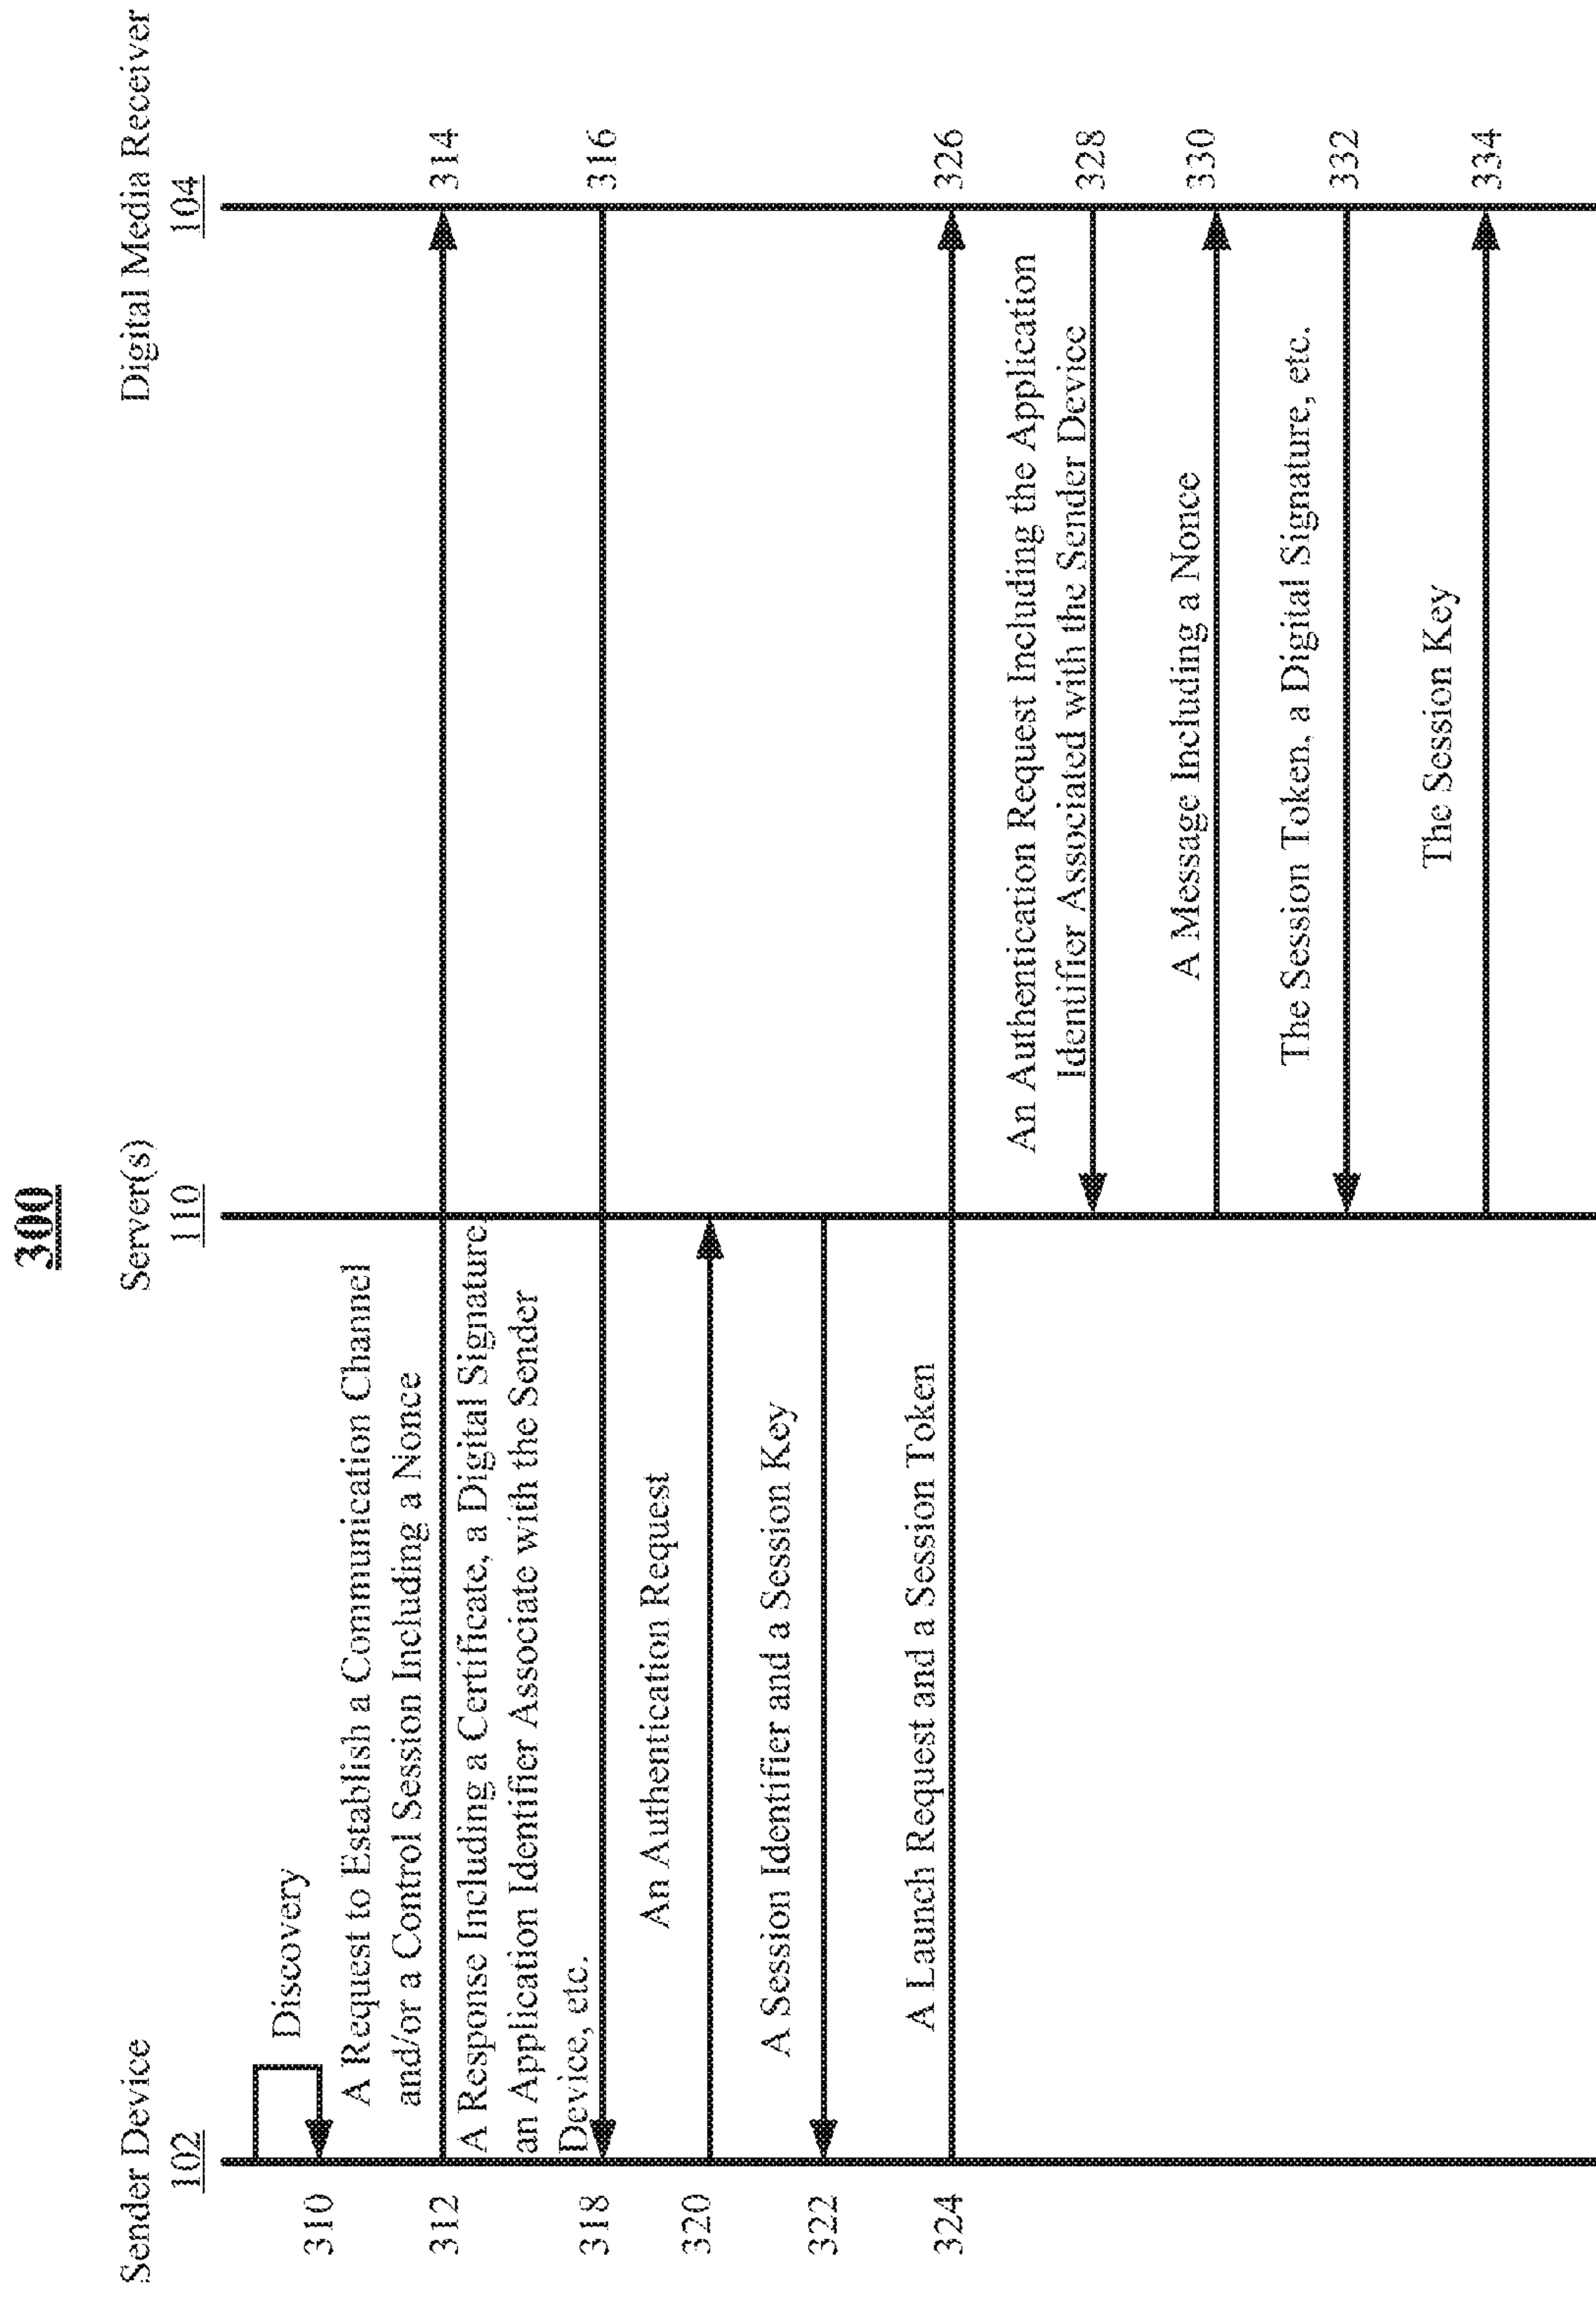 300
Sender Device
102
Server(s)
110
Digital Media Receiver
104
Discovery
310
A Request to Establish a Communication Channel
and/or a Control Session Including a Nonce
312
314
A Response Including a Certificate, a Digital Signature,
an Application Identifier Associate with the Sender
Device, etc.
318
316
An Authentication Request
320
A Session Identifier and a Session Key
322
A Launch Request and a Session Token
324
326
An Authentication Request Including the Application
Identifier Associated with the Sender Device
328
A Message Including a Nonce
330
The Session Token, a Digital Signature, etc.
332
The Session Key
334